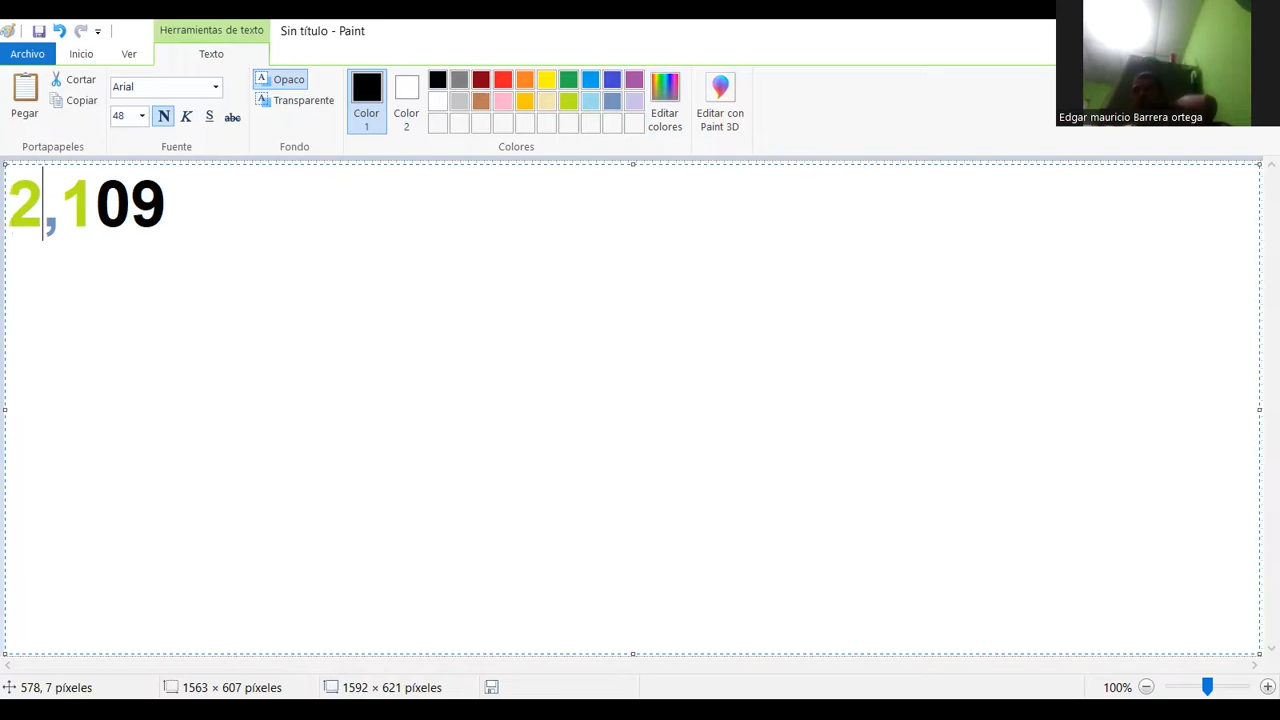 Herramientas de texto
Sin título - Paint
Archivo
Inicio
Ver
Texto
Pegar
Cortar
Copiar
Portapapeles
Arial
48
N K S abc
Fuente
Opaco
Transparente
Fondo
Color 1
Color 2
Editar colores
Colores
Editar con Paint 3D
Edgar mauricio Barrera ortega
2,109
578, 7 píxeles
1563 × 607 píxeles
1592 × 621 píxeles
100%